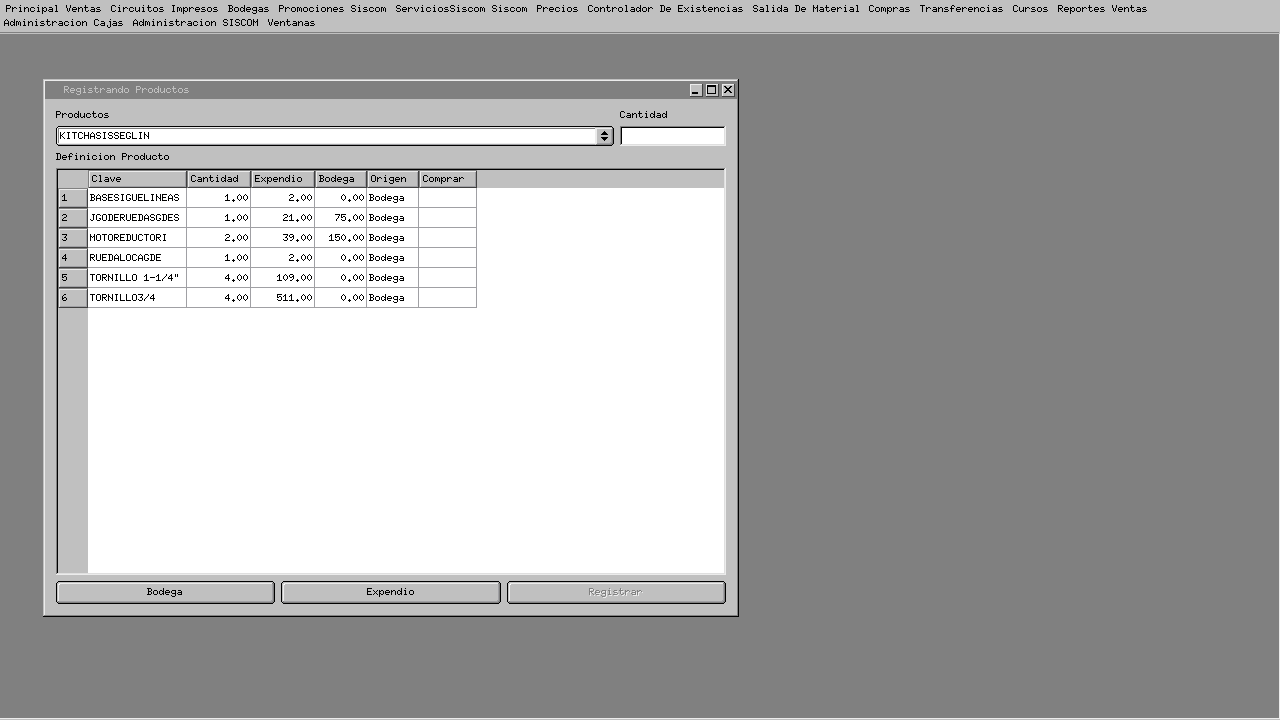 Principal Ventas Circuitos Impresos Bodegas Promociones Siscom ServiciosSiscom Siscom Precios Controlador De Existencias Salida De Material Compras Transferencias Cursos Reportes Ventas
Administracion Cajas Administracion SISCOM Ventanas
Registrando Productos
Productos Cantidad
KITCHASISSEGLIN
Definicion Producto
Clave Cantidad Expendio Bodega Origen Comprar
1 BASESIGUELINEAS 1.00 2.00 0.00 Bodega
2 JGODERUEDASGDES 1.00 21.00 75.00 Bodega
3 MOTOREDUCTORI 2.00 39.00 150.00 Bodega
4 RUEDALOCAGDE 1.00 2.00 0.00 Bodega
5 TORNILLO 1-1/4" 4.00 109.00 0.00 Bodega
6 TORNILLO3/4 4.00 511.00 0.00 Bodega
Bodega Expendio Registrar